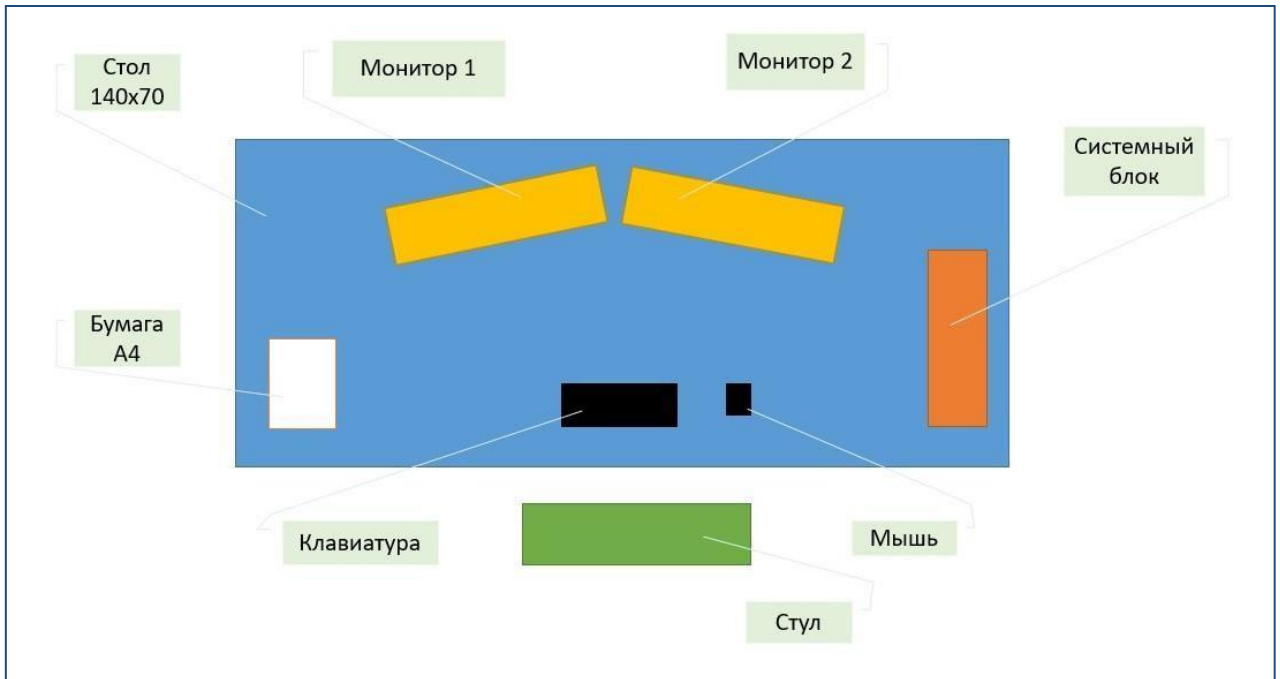 Стол
140х70
Монитор 1
Монитор 2
Системный
блок
Бумага
А4
Клавиатура
Мышь
Стул